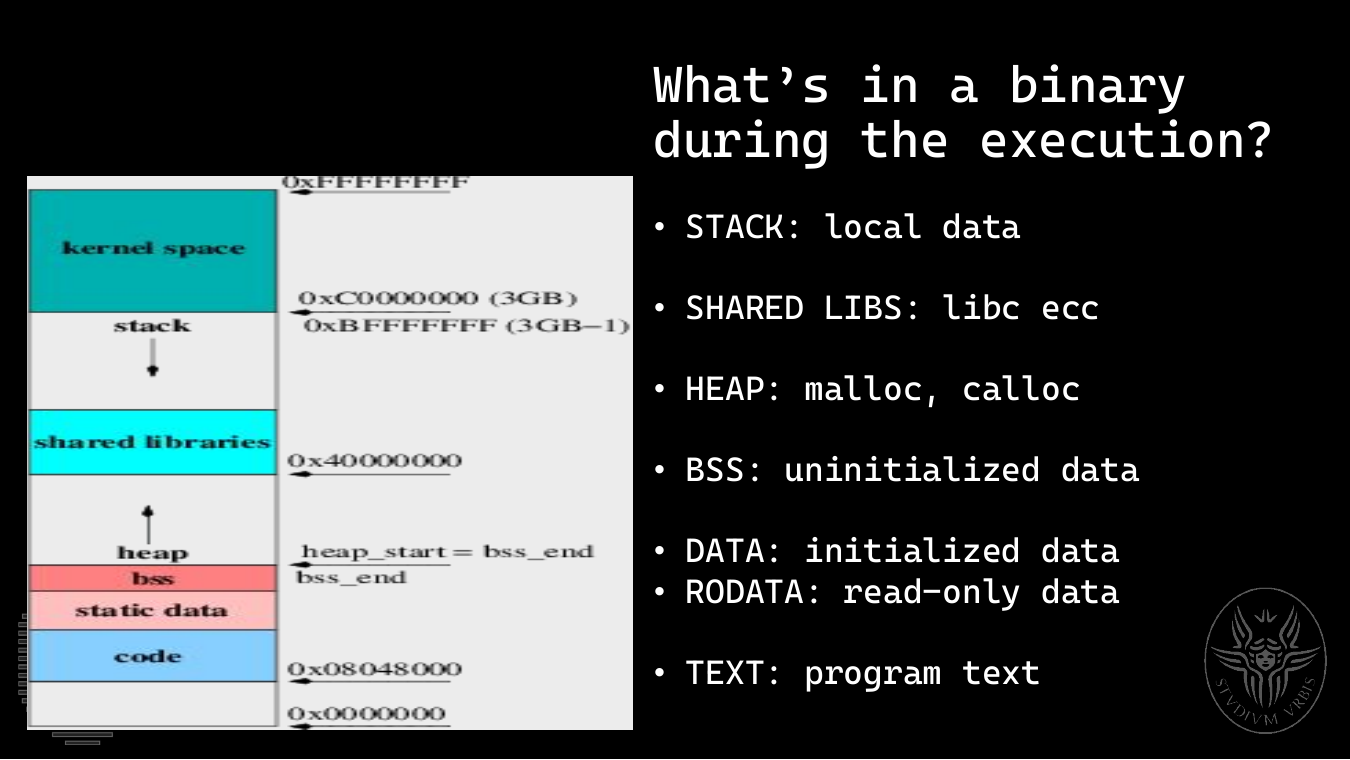 What’s in a binary
during the execution?
0xFFFFFFFF
kernel space
0xC0000000 (3GB)
stack
0xBFFFFFFF (3GB–1)
shared libraries
0x40000000
heap
heap_start = bss_end
bss
bss_end
static data
code
0x08048000
0x0000000
• STACK: local data
• SHARED LIBS: libc ecc
• HEAP: malloc, calloc
• BSS: uninitialized data
• DATA: initialized data
• RODATA: read–only data
• TEXT: program text
STVDIVM VRBIS